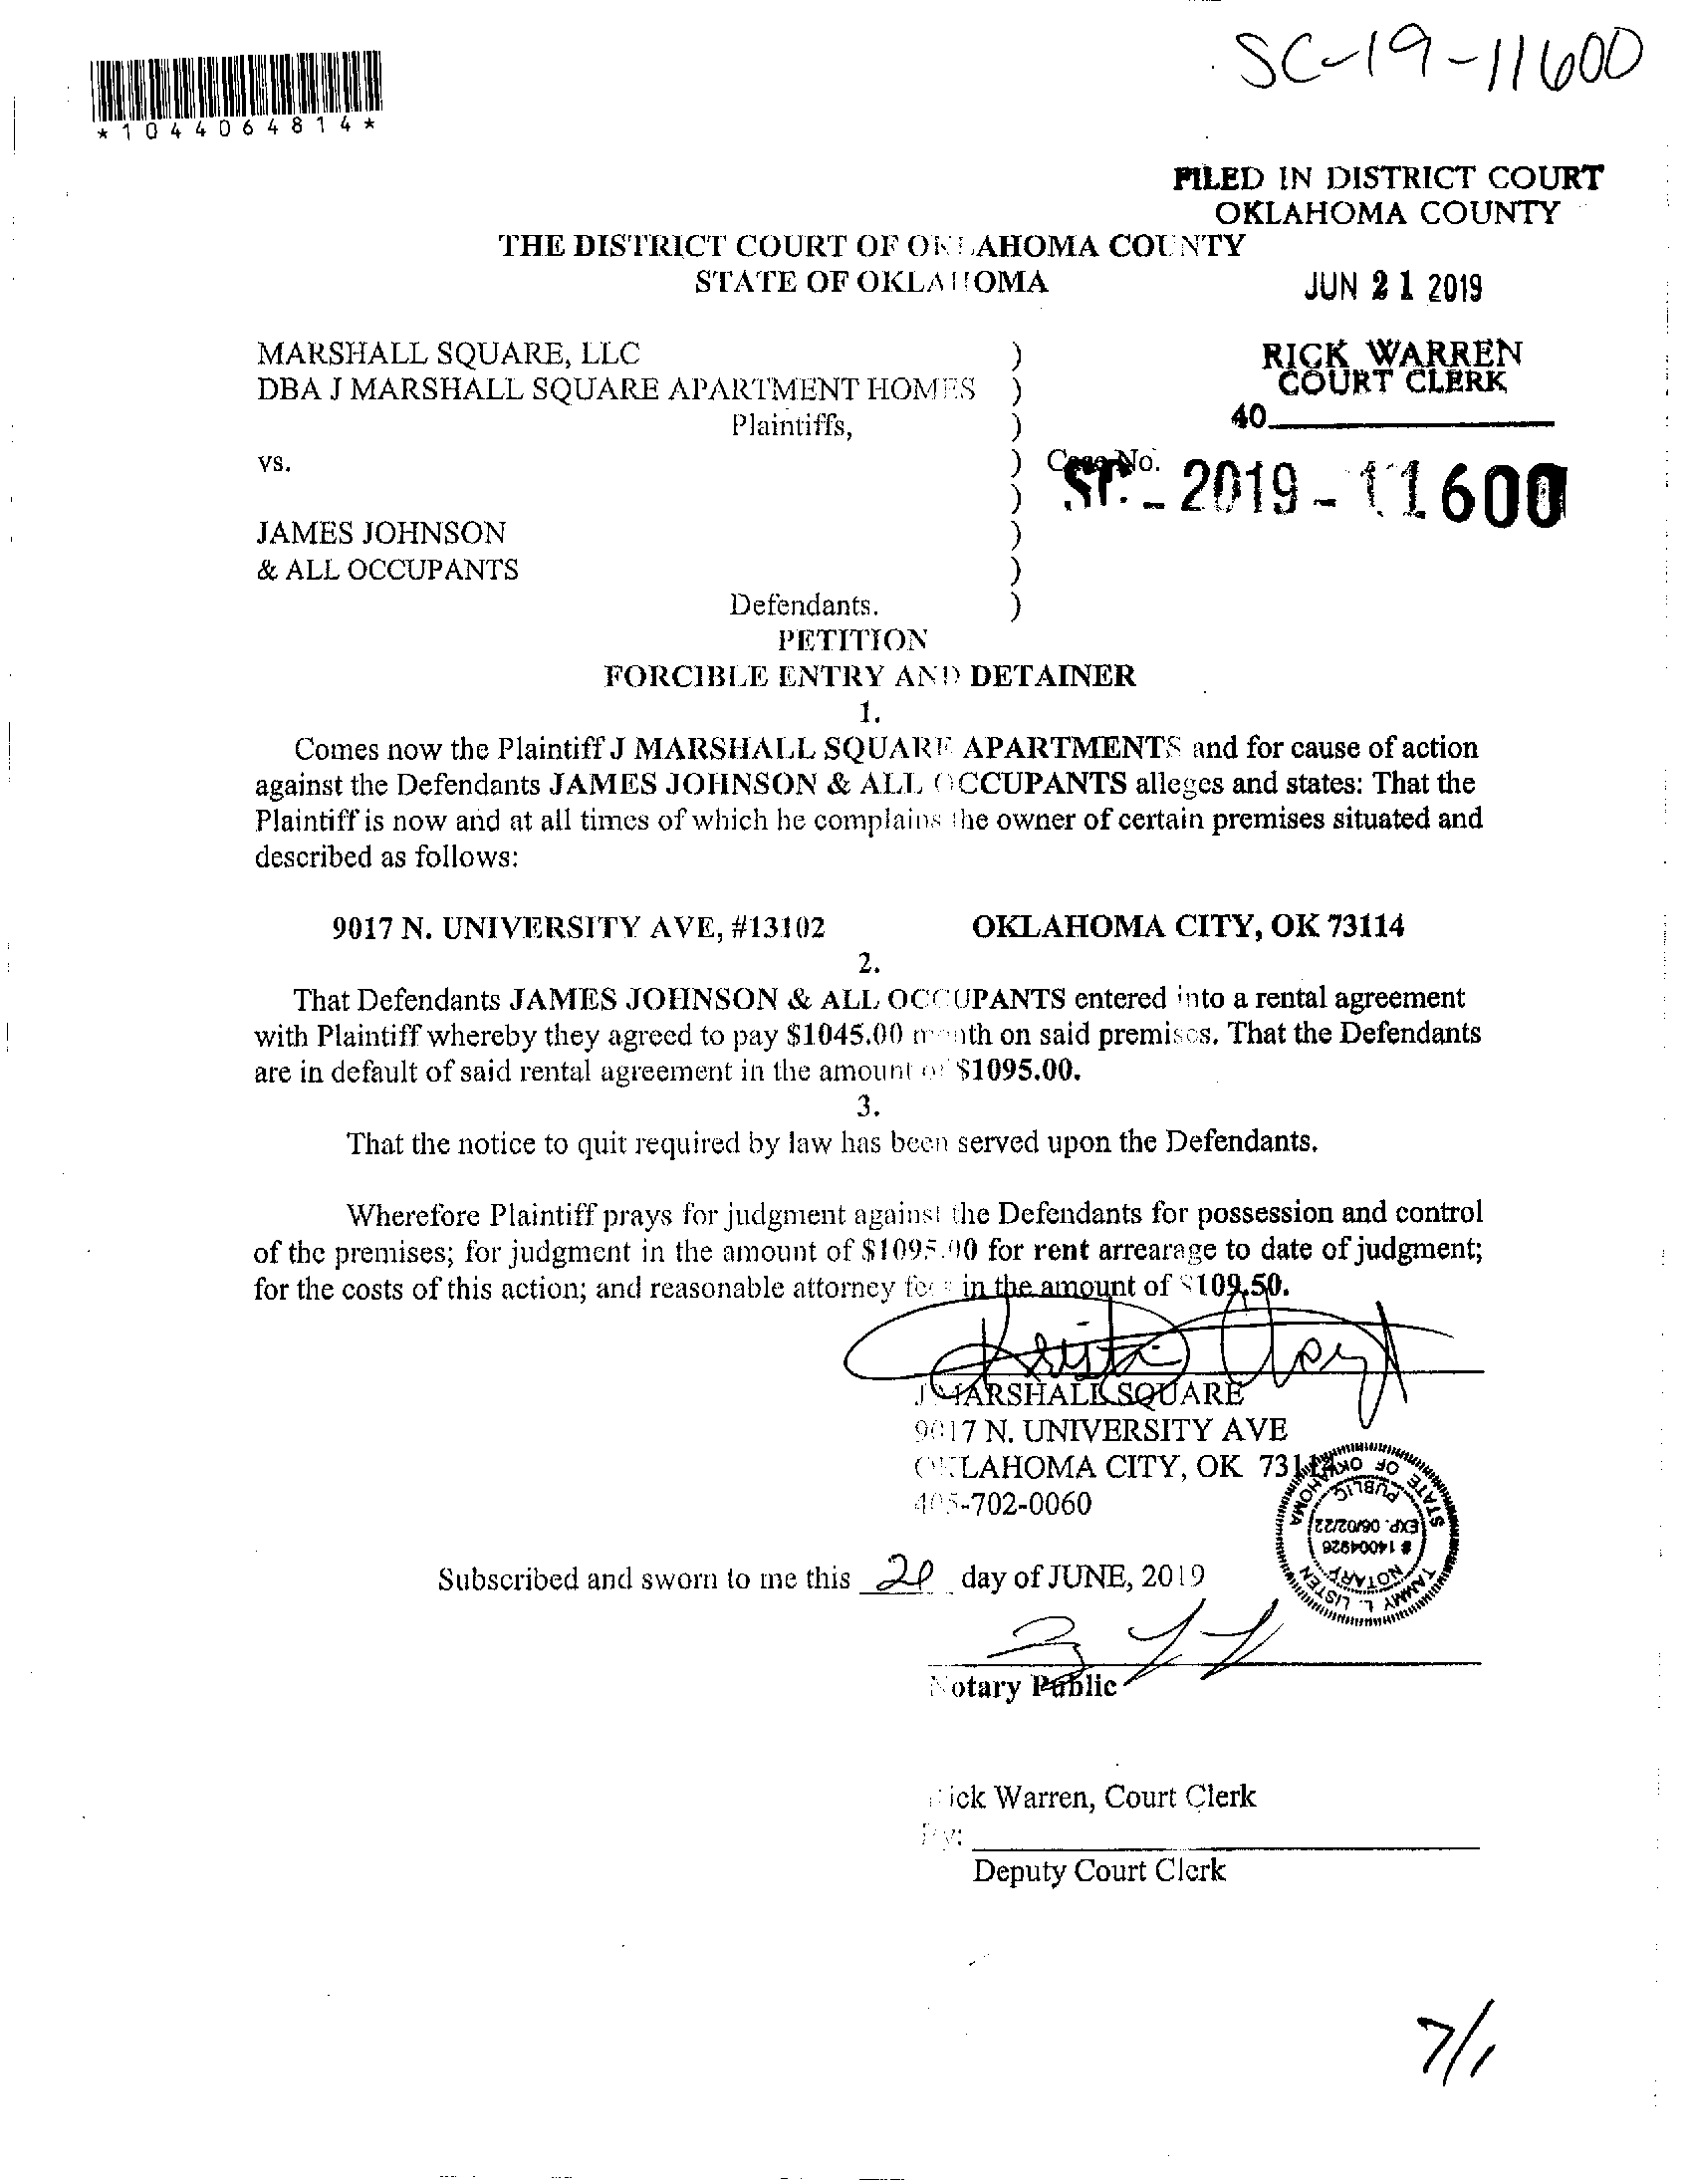 SC-19-11600
*1044064814*
FILED IN DISTRICT COURT
OKLAHOMA COUNTY
THE DISTRICT COURT OF OKLAHOMA COUNTY
STATE OF OKLAHOMA
JUN 21 2019
MARSHALL SQUARE, LLC )
DBA J MARSHALL SQUARE APARTMENT HOMES )
Plaintiffs, )
RICK WARREN
COURT CLERK
40
vs. ) Case No.
) SC - 2019 - 11600
JAMES JOHNSON )
& ALL OCCUPANTS )
Defendants. )
PETITION
FORCIBLE ENTRY AND DETAINER
1.
Comes now the Plaintiff J MARSHALL SQUARE APARTMENTS and for cause of action
against the Defendants JAMES JOHNSON & ALL OCCUPANTS alleges and states: That the
Plaintiff is now and at all times of which he complains the owner of certain premises situated and
described as follows:
9017 N. UNIVERSITY AVE, #13102 OKLAHOMA CITY, OK 73114
2.
That Defendants JAMES JOHNSON & ALL OCCUPANTS entered into a rental agreement
with Plaintiff whereby they agreed to pay $1045.00 month on said premises. That the Defendants
are in default of said rental agreement in the amount of $1095.00.
3.
That the notice to quit required by law has been served upon the Defendants.
Wherefore Plaintiff prays for judgment against the Defendants for possession and control
of the premises; for judgment in the amount of $1095.00 for rent arrearage to date of judgment;
for the costs of this action; and reasonable attorney fees in the amount of $109.50.
J MARSHALL SQUARE
9017 N. UNIVERSITY AVE
OKLAHOMA CITY, OK 73114
405-702-0060
TAMMY L. LISTEN
NOTARY
# 14004926
EXP. 06/02/22
PUBLIC
STATE OF OKLAHOMA
Subscribed and sworn to me this 20 day of JUNE, 2019
Notary Public
Rick Warren, Court Clerk
By:
Deputy Court Clerk
7/1